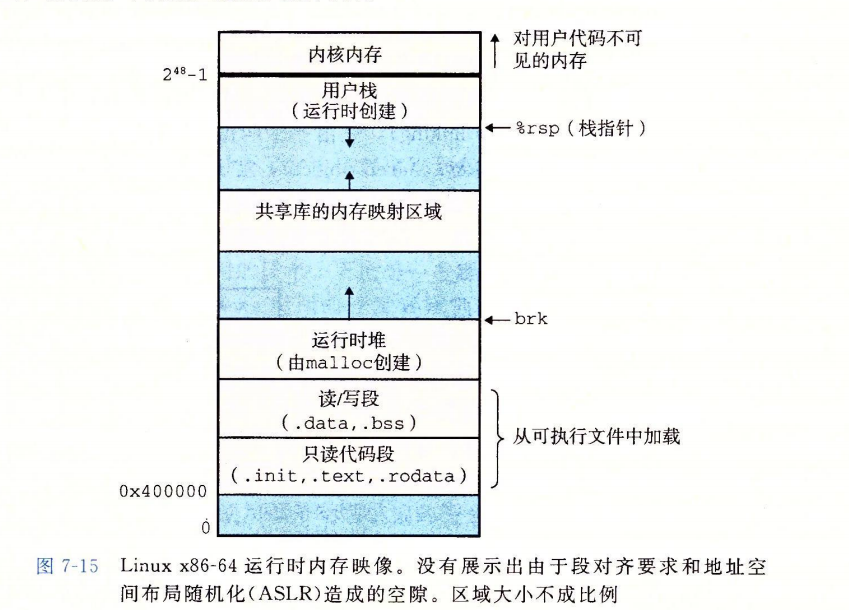 内核内存
对用户代码不可
见的内存
2⁴⁸-1
用户栈
(运行时创建)
%rsp(栈指针)
共享库的内存映射区域
brk
运行时堆
(由malloc创建)
读/写段
(.data,.bss)
从可执行文件中加载
只读代码段
(.init,.text,.rodata)
0x400000
0
图 7-15 Linux x86-64 运行时内存映像。没有展示出由于段对齐要求和地址空
间布局随机化(ASLR)造成的空隙。区域大小不成比例